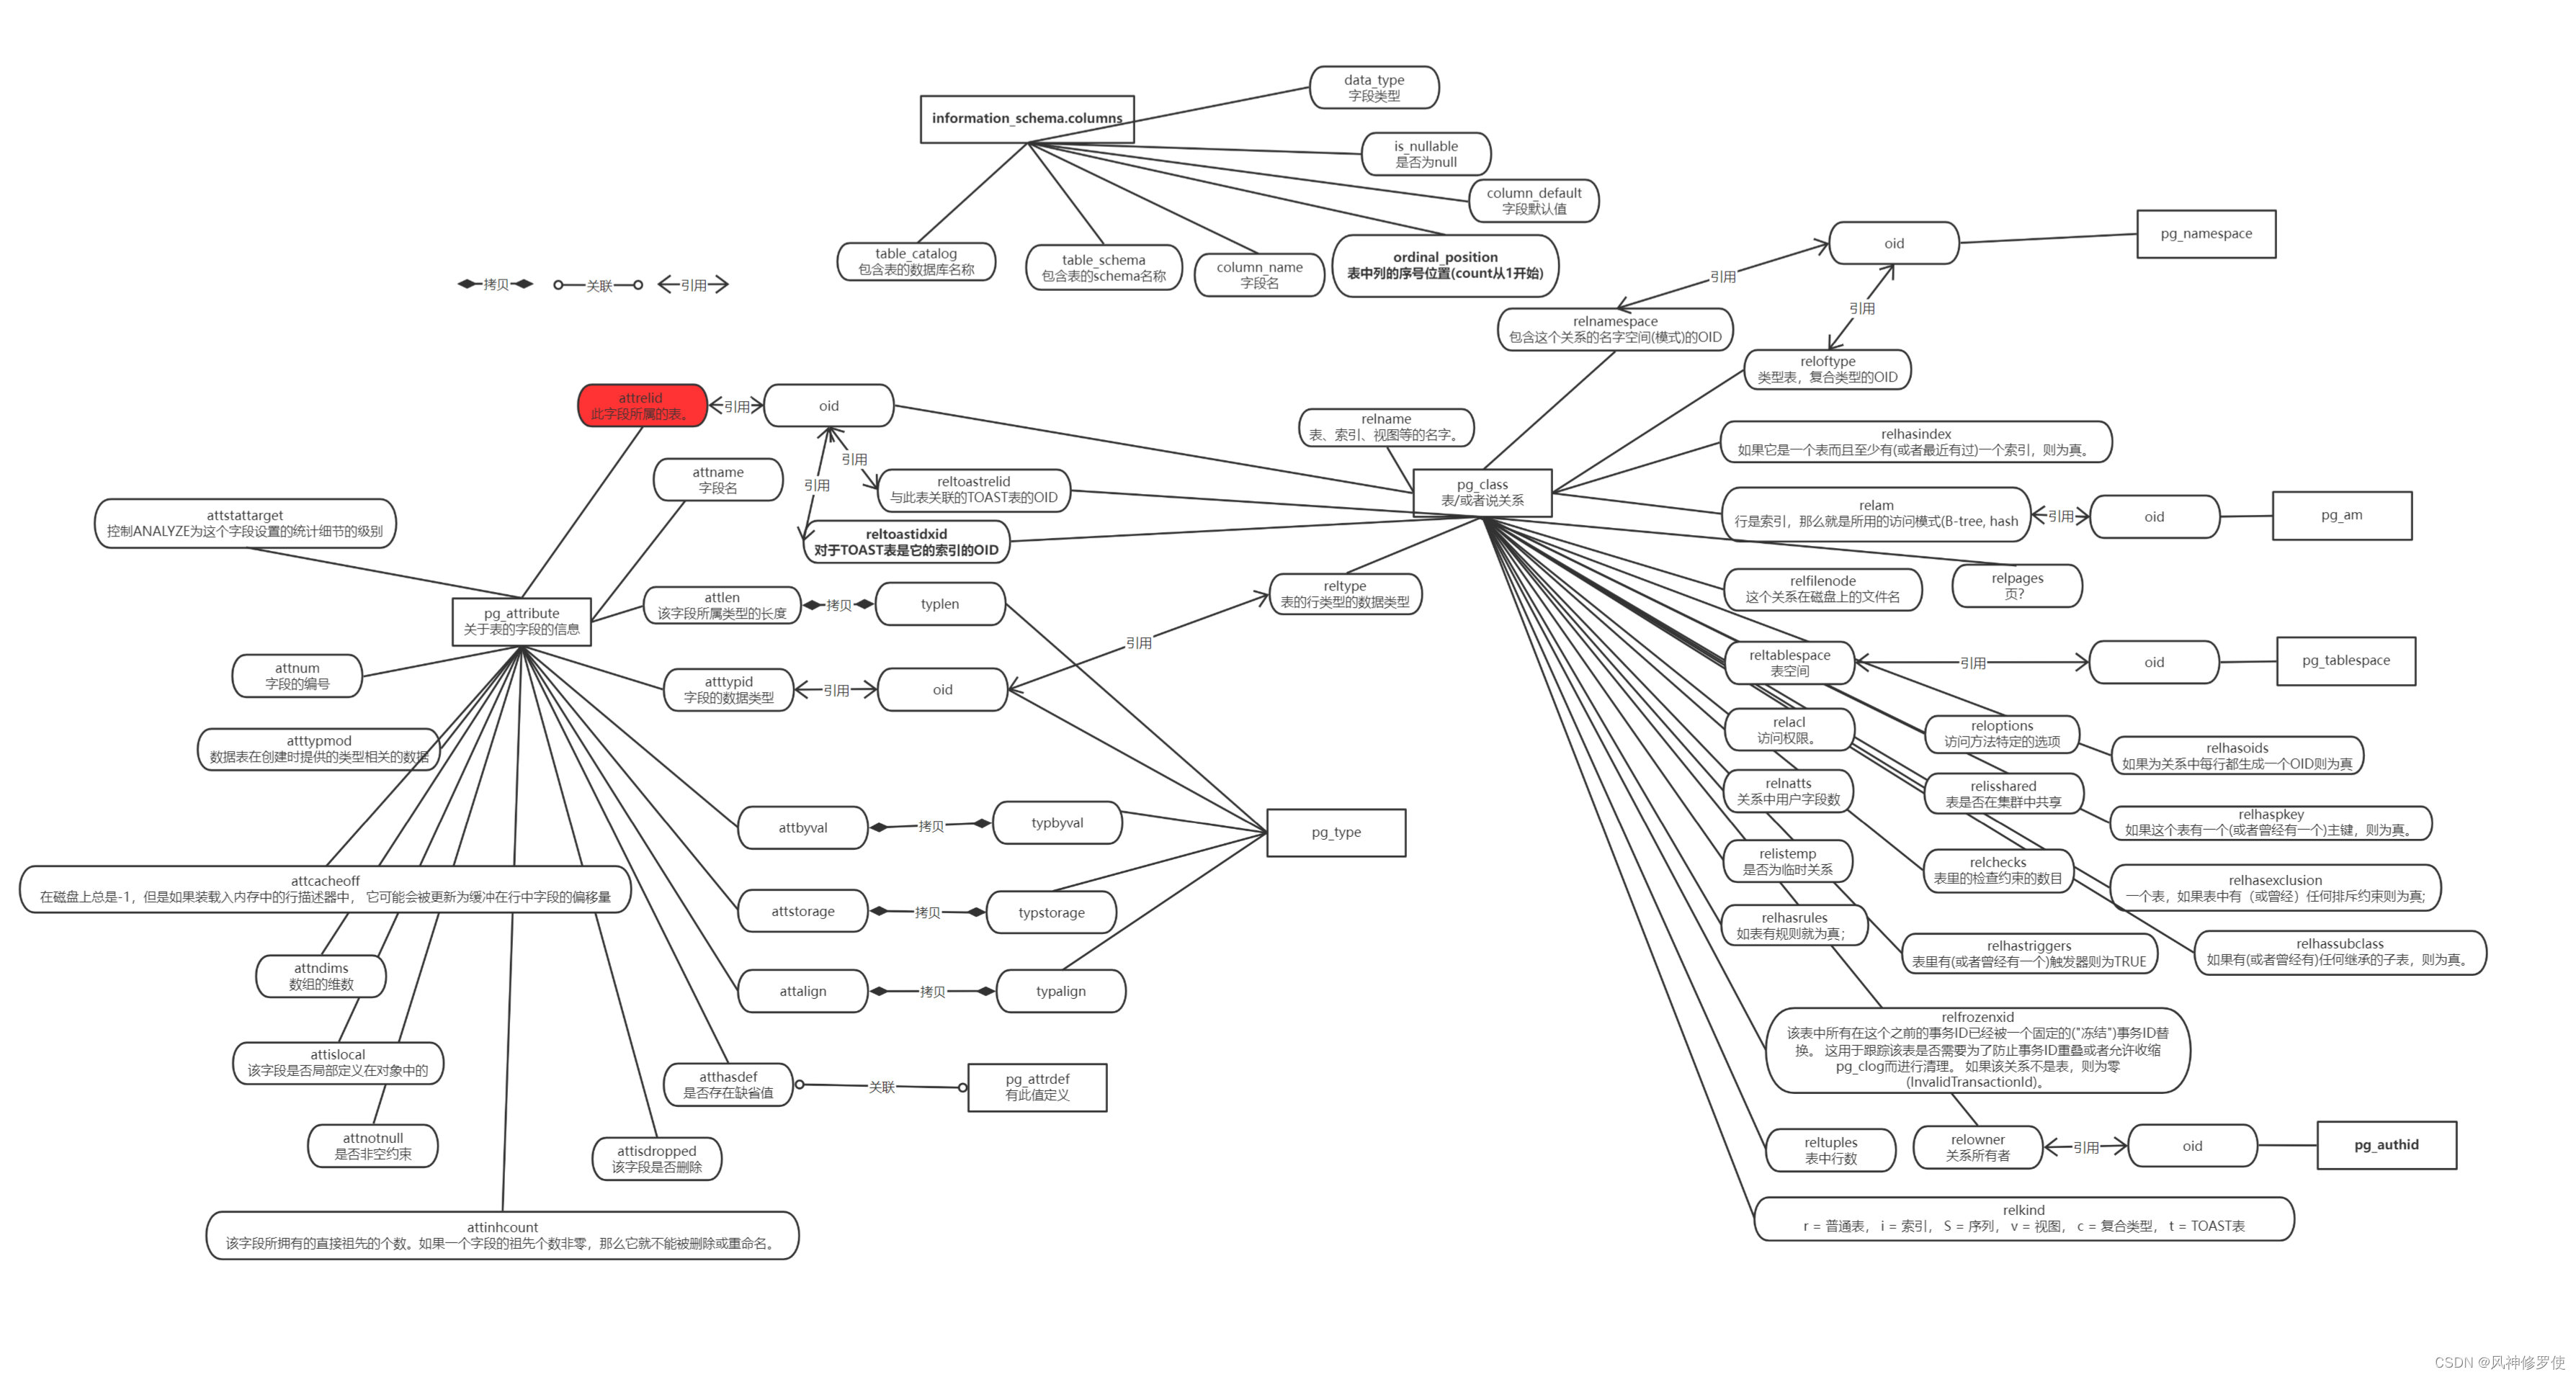 data_type
字段类型
information_schema.columns
is_nullable
是否为null
column_default
字段默认值
table_catalog
包含表的数据库名称
table_schema
包含表的schema名称
column_name
字段名
ordinal_position
表中列的序号位置(count从1开始)
拷贝
关联
引用
oid
pg_namespace
引用
引用
relnamespace
包含这个关系的名字空间(模式)的OID
reloftype
类型表，复合类型的OID
attrelid
此字段所属的表。
引用
oid
relname
表、索引、视图等的名字。
relhasindex
如果它是一个表而且至少有(或者最近有过)一个索引，则为真。
引用
引用
attname
字段名
reltoastrelid
与此表关联的TOAST表的OID
pg_class
表/或者说关系
attstattarget
控制ANALYZE为这个字段设置的统计细节的级别
reltoastidxid
对于TOAST表是它的索引的OID
relam
行是索引，那么就是所用的访问模式(B-tree, hash
引用
oid
pg_am
relfilenode
这个关系在磁盘上的文件名
relpages
页?
reltype
表的行类型的数据类型
pg_attribute
关于表的字段的信息
attlen
该字段所属类型的长度
拷贝
typlen
引用
attnum
字段的编号
atttypid
字段的数据类型
引用
oid
reltablespace
表空间
引用
oid
pg_tablespace
atttypmod
数据表在创建时提供的类型相关的数据
relacl
访问权限。
reloptions
访问方法特定的选项
relhasoids
如果为关系中每行都生成一个OID则为真
relnatts
关系中用户字段数
relisshared
表是否在集群中共享
attbyval
拷贝
typbyval
pg_type
relhaspkey
如果这个表有一个(或者曾经有一个)主键，则为真。
relistemp
是否为临时关系
relchecks
表里的检查约束的数目
attcacheoff
在磁盘上总是-1，但是如果装载入内存中的行描述器中， 它可能会被更新为缓冲在行中字段的偏移量
relhasexclusion
一个表，如果表中有（或曾经）任何排斥约束则为真;
attstorage
拷贝
typstorage
relhasrules
如表有规则就为真；
relhastriggers
表里有(或者曾经有一个)触发器则为TRUE
relhassubclass
如果有(或者曾经有)任何继承的子表，则为真。
attndims
数组的维数
attalign
拷贝
typalign
relfrozenxid
该表中所有在这个之前的事务ID已经被一个固定的("冻结")事务ID替
换。 这用于跟踪该表是否需要为了防止事务ID重叠或者允许收缩
pg_clog而进行清理。 如果该关系不是表，则为零
(InvalidTransactionId)。
attislocal
该字段是否局部定义在对象中的
atthasdef
是否存在缺省值
关联
pg_attrdef
有此值定义
attnotnull
是否非空约束
attisdropped
该字段是否删除
reltuples
表中行数
relowner
关系所有者
引用
oid
pg_authid
attinhcount
该字段所拥有的直接祖先的个数。如果一个字段的祖先个数非零，那么它就不能被删除或重命名。
relkind
r = 普通表， i = 索引， S = 序列， v = 视图， c = 复合类型， t = TOAST表
CSDN @风神修罗使